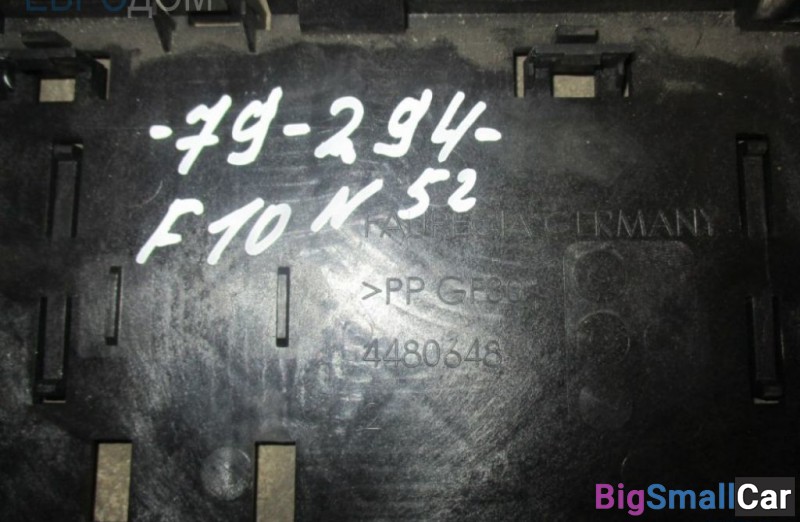 ЕВРОДОМ
-79-294-
F10 N52
FAURECIA GERMANY
>PP GF30
4480648
BigSmallCar